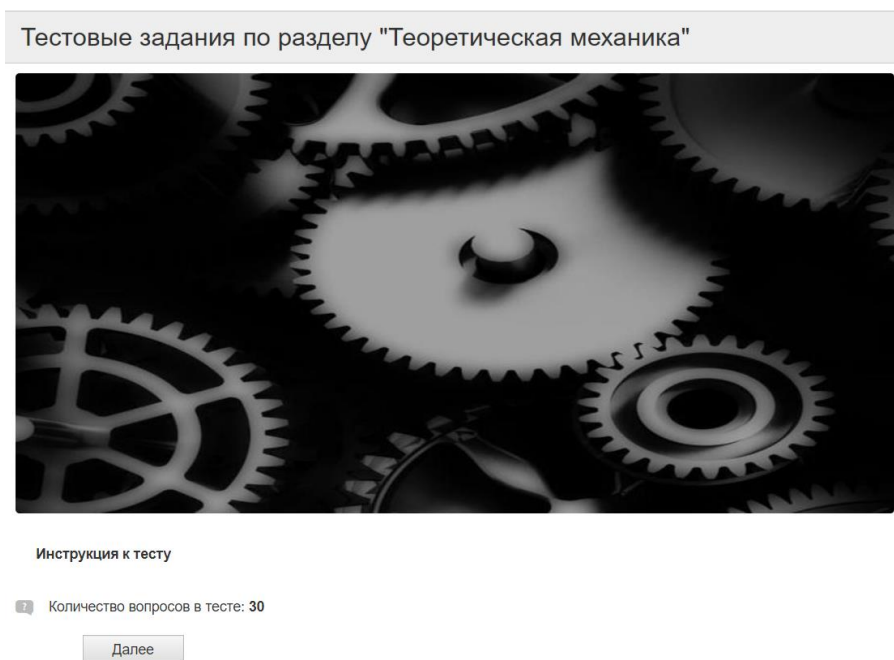 Тестовые задания по разделу "Теоретическая механика"
Инструкция к тесту
? Количество вопросов в тесте: 30
Далее